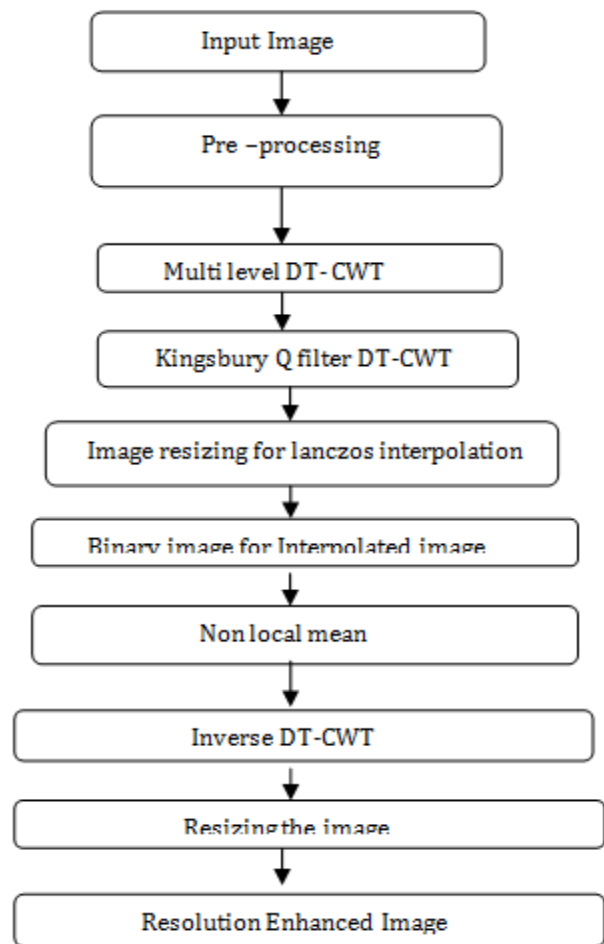 Input Image
Pre –processing
Multi level DT- CWT
Kingsbury Q filter DT-CWT
Image resizing for lanczos interpolation
Binary image for Interpolated image
Non local mean
Inverse DT-CWT
Resizing the image
Resolution Enhanced Image